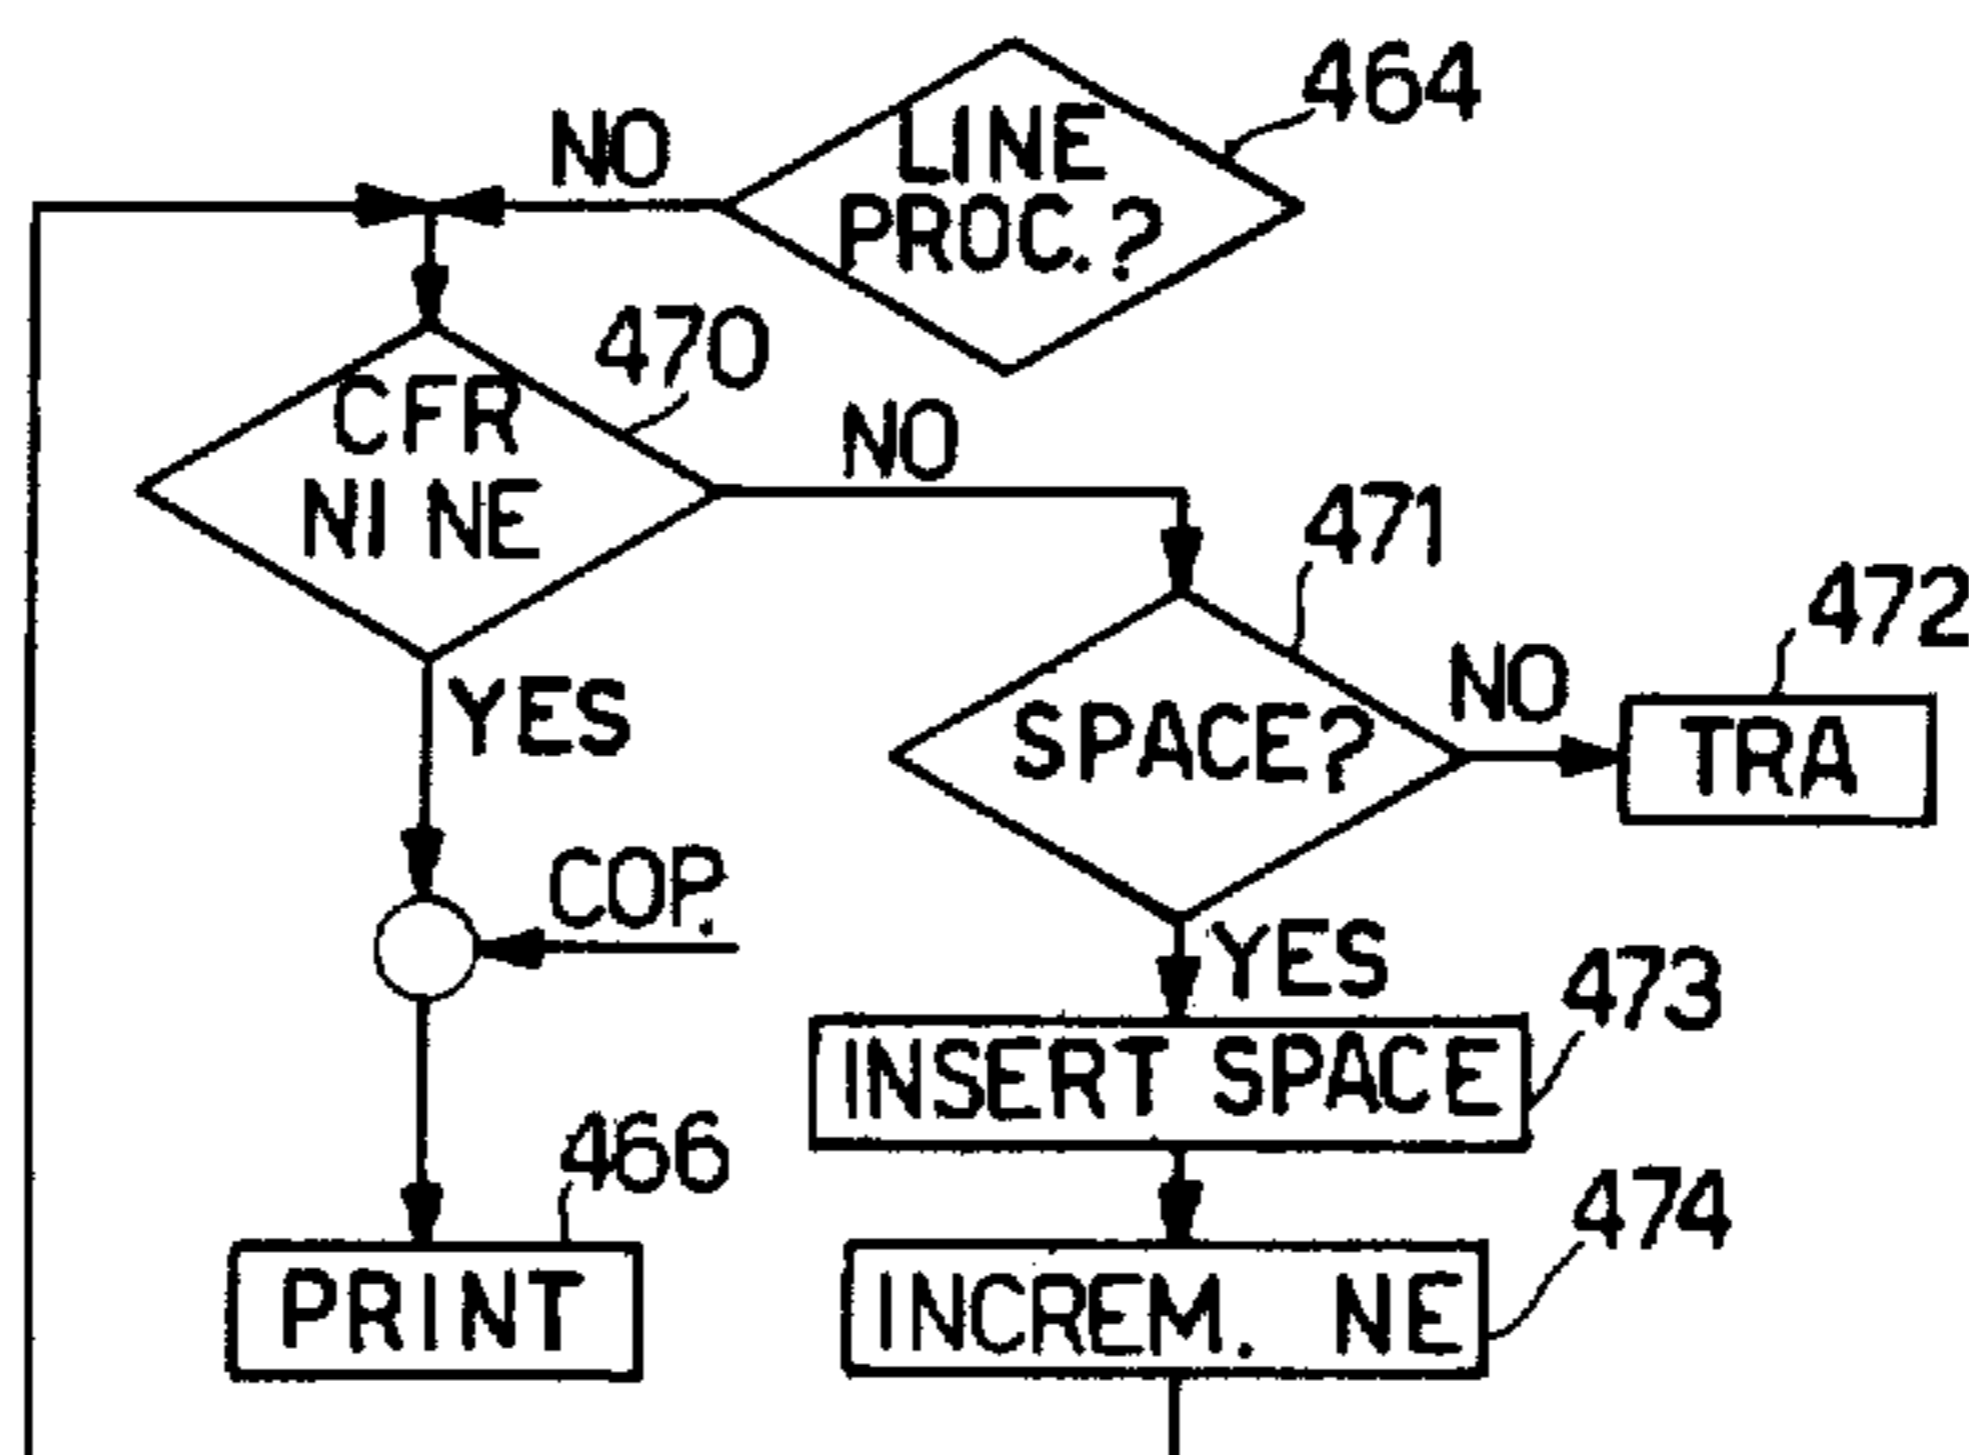 464
LINE
PROC.?
NO
470
CFR
NI NE
NO
471
472
NO
SPACE?
TRA
YES
COP.
YES
473
INSERT SPACE
466
474
PRINT
INCREM. NE